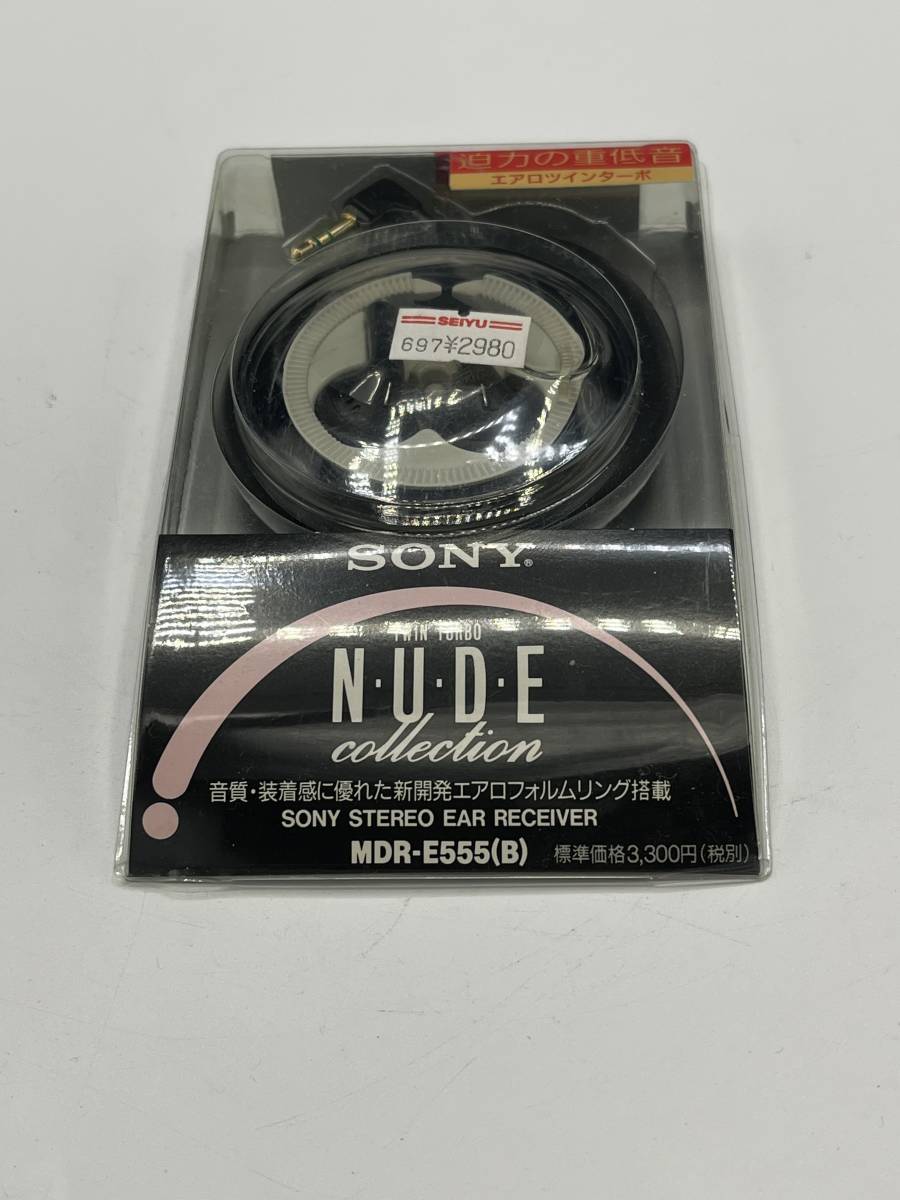 迫力の重低音
エアロツインターボ
SEIYU
697¥2980
SONY®
TWIN TURBO
N·U·D·E
collection
音質・装着感に優れた新開発エアロフォルムリング搭載
SONY STEREO EAR RECEIVER
MDR-E555(B) 標準価格3,300円(税別)